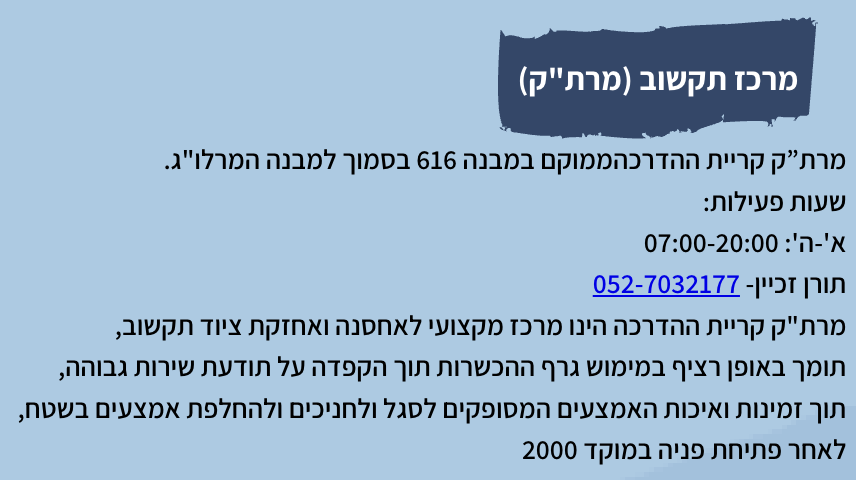 מרכז תקשוב (מרת"ק)
מרת”ק קריית ההדרכהממוקם במבנה 616 בסמוך למבנה המרלו"ג.
שעות פעילות:
א'-ה': 07:00-20:00
תורן זכיין- 052-7032177
מרת"ק קריית ההדרכה הינו מרכז מקצועי לאחסנה ואחזקת ציוד תקשוב,
תומך באופן רציף במימוש גרף ההכשרות תוך הקפדה על תודעת שירות גבוהה,
תוך זמינות ואיכות האמצעים המסופקים לסגל ולחניכים ולהחלפת אמצעים בשטח,
לאחר פתיחת פניה במוקד 2000